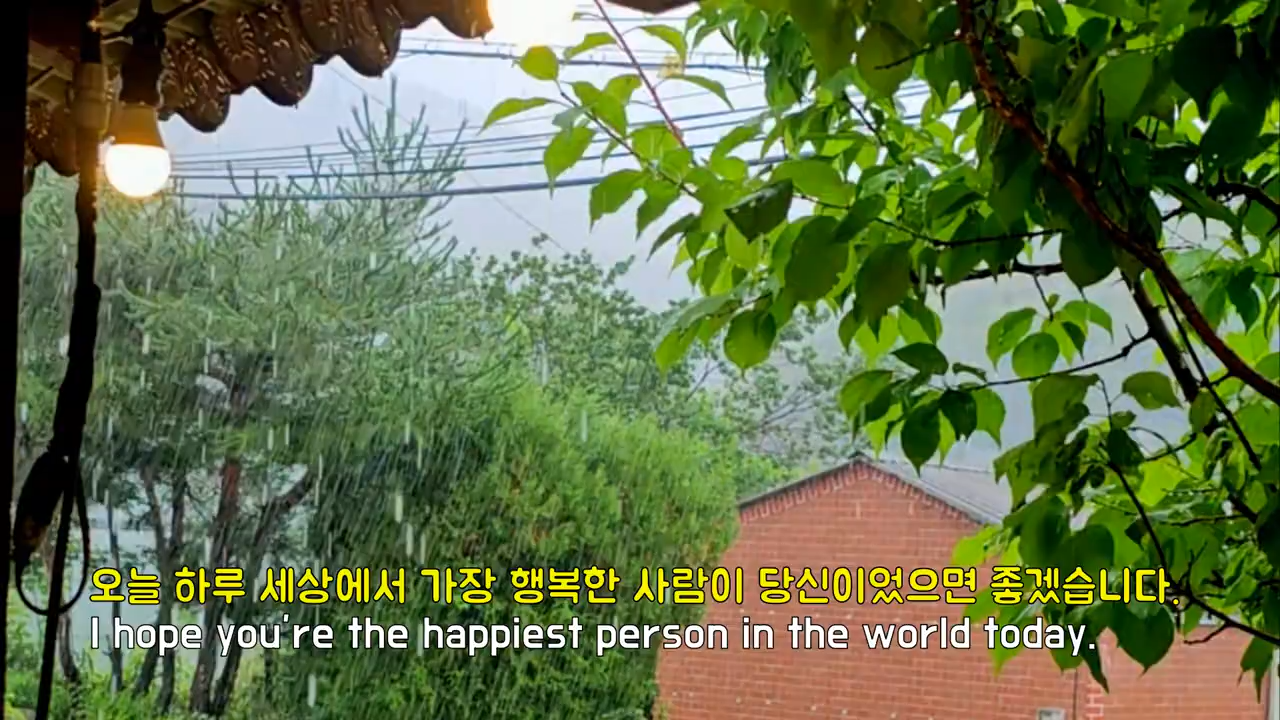 오늘 하루 세상에서 가장 행복한 사람이 당신이었으면 좋겠습니다.
I hope you're the happiest person in the world today.